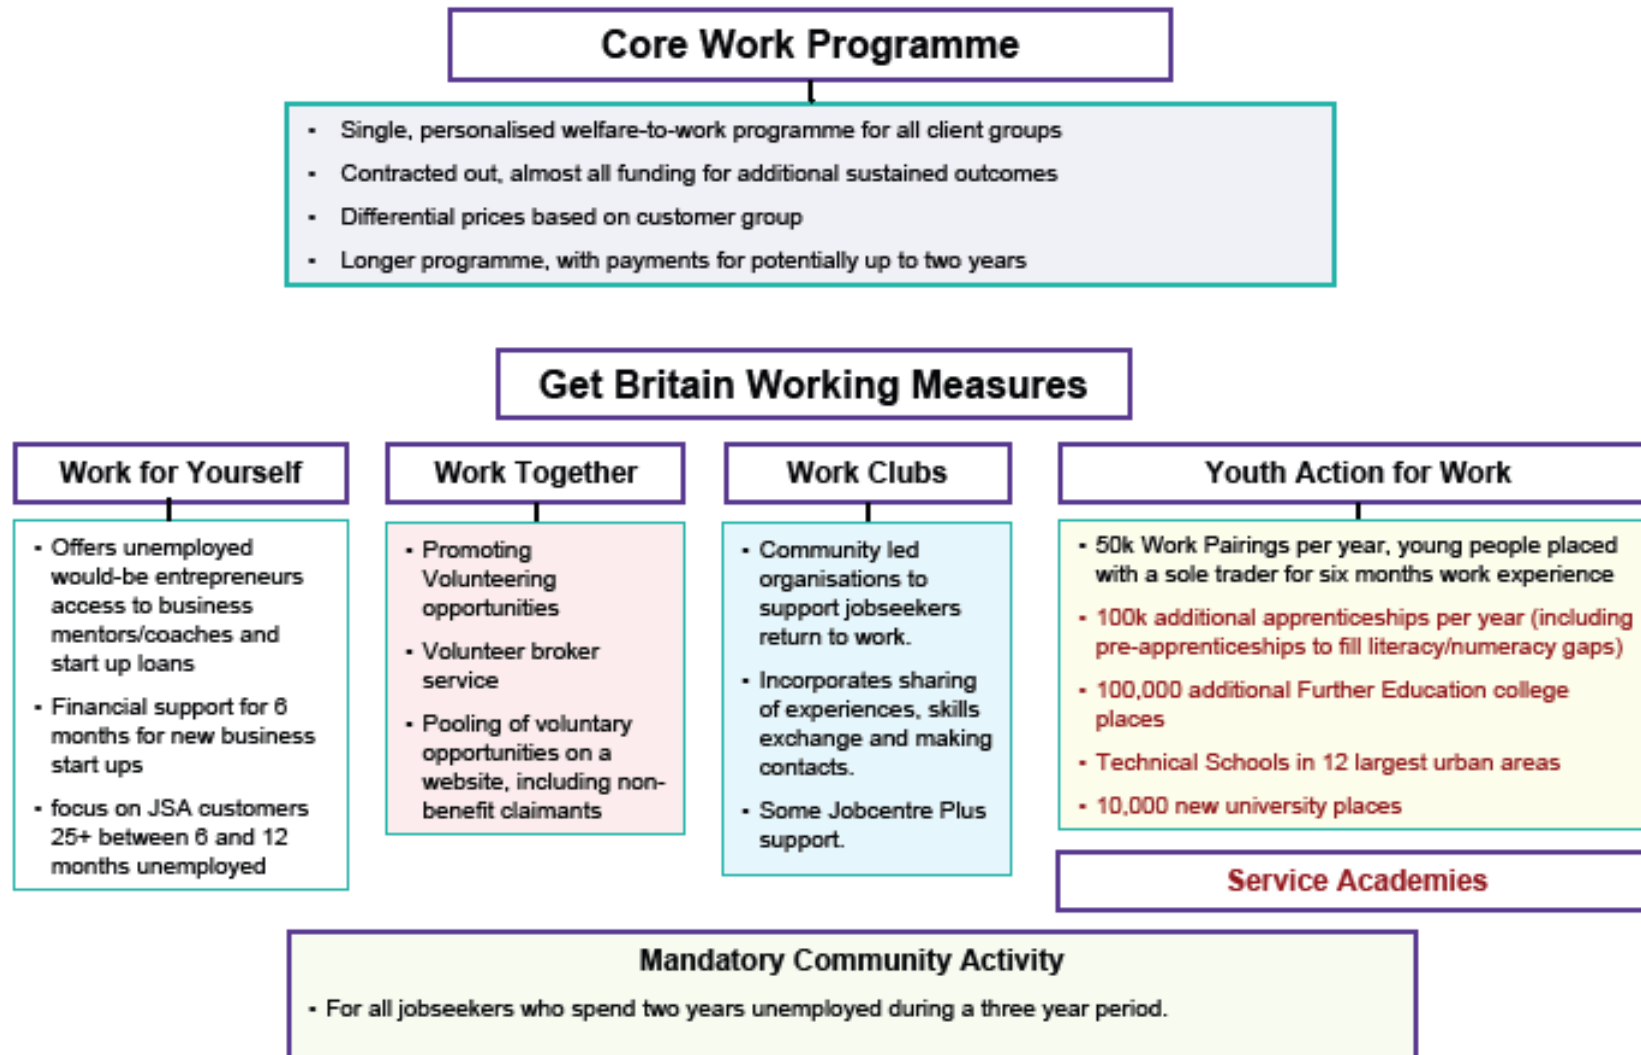 Core Work Programme
▪ Single, personalised welfare-to-work programme for all client groups
▪ Contracted out, almost all funding for additional sustained outcomes
▪ Differential prices based on customer group
▪ Longer programme, with payments for potentially up to two years
Get Britain Working Measures
Work for Yourself
▪ Offers unemployed
would-be entrepreneurs
access to business
mentors/coaches and
start up loans
▪ Financial support for 6
months for new business
start ups
▪ focus on JSA customers
25+ between 6 and 12
months unemployed
Work Together
▪ Promoting
Volunteering
opportunities
▪ Volunteer broker
service
▪ Pooling of voluntary
opportunities on a
website, including non-
benefit claimants
Work Clubs
▪ Community led
organisations to
support jobseekers
return to work.
▪ Incorporates sharing
of experiences, skills
exchange and making
contacts.
▪ Some Jobcentre Plus
support.
Youth Action for Work
▪ 50k Work Pairings per year, young people placed
with a sole trader for six months work experience
▪ 100k additional apprenticeships per year (including
pre-apprenticeships to fill literacy/numeracy gaps)
▪ 100,000 additional Further Education college
places
▪ Technical Schools in 12 largest urban areas
▪ 10,000 new university places
Service Academies
Mandatory Community Activity
▪ For all jobseekers who spend two years unemployed during a three year period.